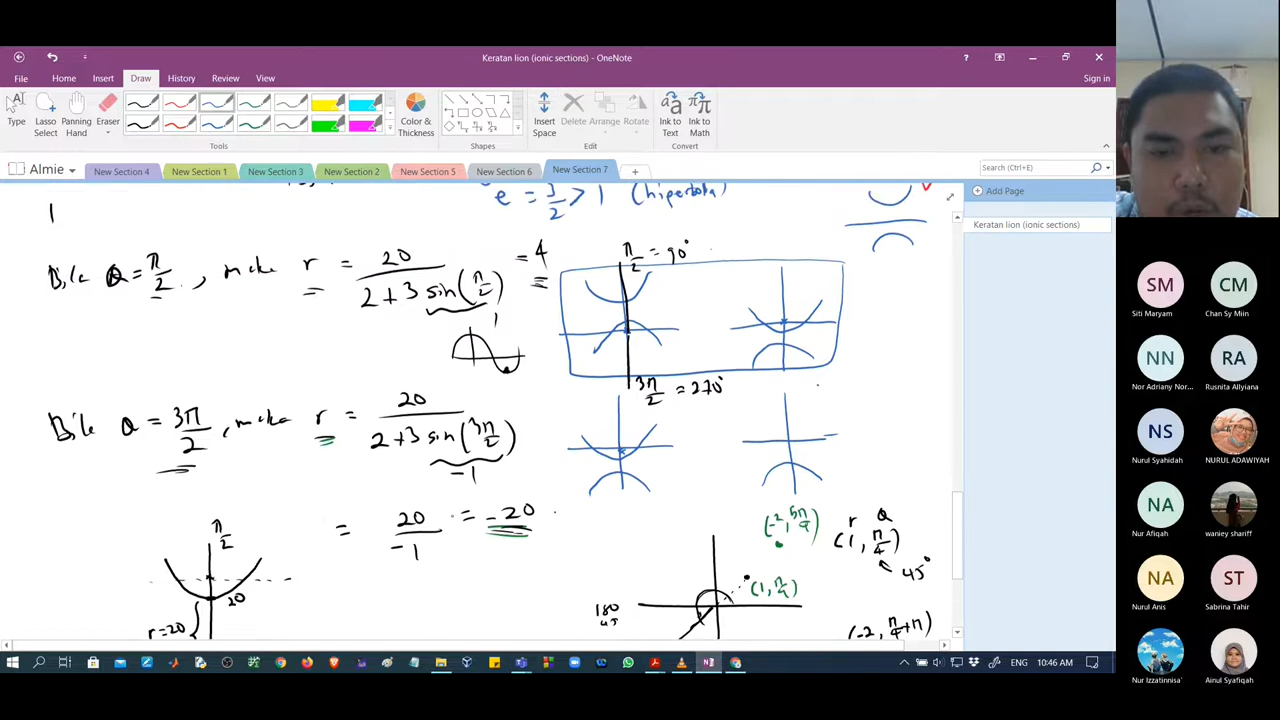 Keratan lion (ionic sections) - OneNote
File Home Insert Draw History Review View
Sign in
Type Lasso Select Panning Hand Eraser Color & Thickness Insert Space Delete Arrange Rotate Ink to Text Ink to Math
Tools Shapes Edit Convert
Almie New Section 4 New Section 1 New Section 3 New Section 2 New Section 5 New Section 6 New Section 7
Search (Ctrl+E)
Add Page
Keratan lion (ionic sections)
e = 3/2 > 1 (hiperbola)
Bila θ = π/2, maka r = 20/(2+3 sin(π/2)) = 4
1
π/2 = 90°
3π/2 = 270°
Bila θ = 3π/2, maka r = 20/(2+3 sin(3π/2))
-1
= 20/-1 = -20
π/2
20
r=20
(-2, 5π/4)
r θ
(1, π/4)
45°
(1, π/4)
180
45
(-2, π/4+π)
SM
Siti Maryam
CM
Chan Sy Miin
NN
Nor Adriany Nor...
RA
Rusnita Allyiana
NS
Nurul Syahidah
NURUL ADAWIYAH
NA
Nur Afiqah
waniey shariff
NA
Nurul Anis
ST
Sabrina Tahir
Nur Izzatinnisa'
Ainul Syafiqah
ENG 10:46 AM